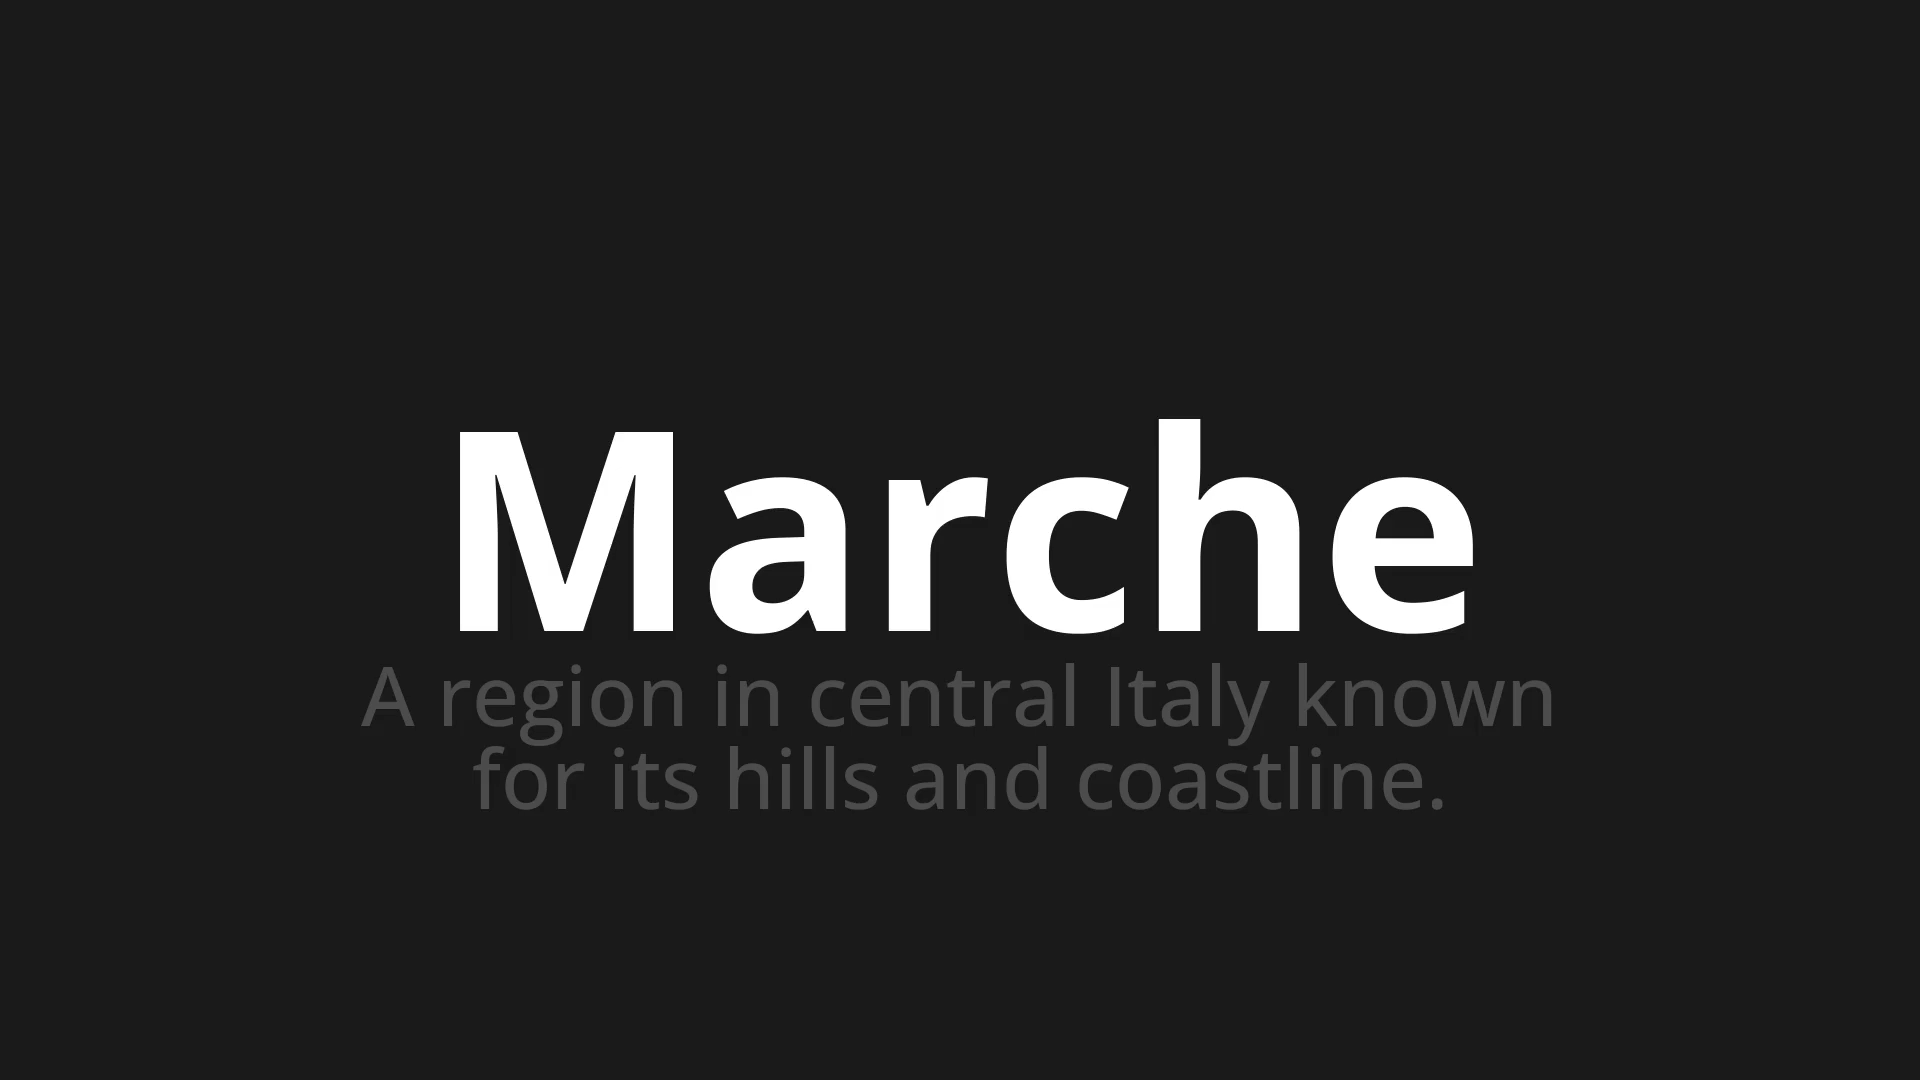 Marche
A region in central Italy known
for its hills and coastline.